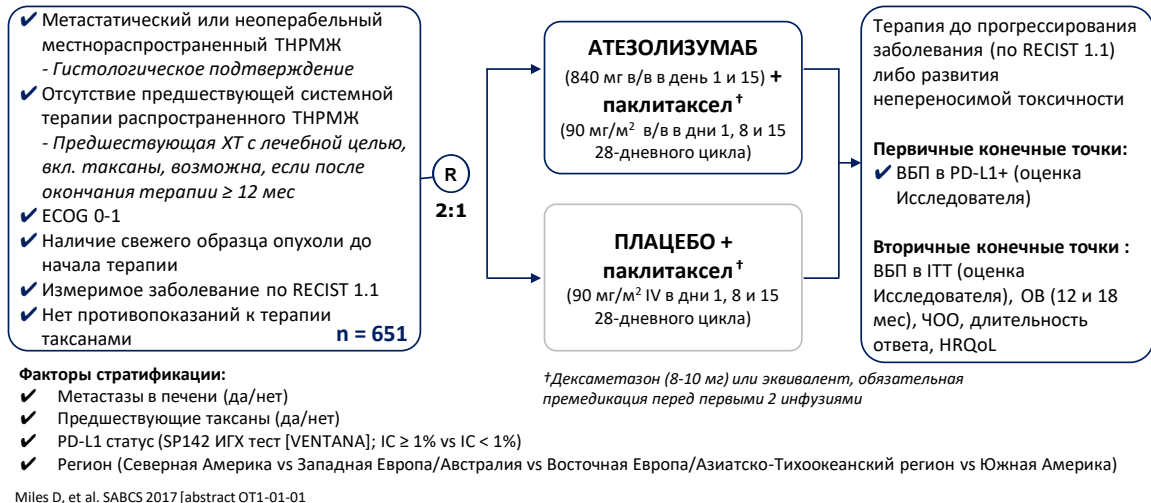 ✔ Метастатический или неоперабельный
местнораспространенный ТНРМЖ
- Гистологическое подтверждение
✔ Отсутствие предшествующей системной
терапии распространенного ТНРМЖ
- Предшествующая ХТ с лечебной целью,
вкл. таксаны, возможна, если после
окончания терапии ≥ 12 мес
✔ ECOG 0-1
✔ Наличие свежего образца опухоли до
начала терапии
✔ Измеримое заболевание по RECIST 1.1
✔ Нет противопоказаний к терапии
таксанами
n = 651
R
2:1
АТЕЗОЛИЗУМАБ
(840 мг в/в в день 1 и 15) +
паклитаксел†
(90 мг/м² в/в в дни 1, 8 и 15
28-дневного цикла)
ПЛАЦЕБО +
паклитаксел†
(90 мг/м² IV в дни 1, 8 и 15
28-дневного цикла)
Терапия до прогрессирования
заболевания (по RECIST 1.1)
либо развития
непереносимой токсичности
Первичные конечные точки:
✔ ВБП в PD-L1+ (оценка
Исследователя)
Вторичные конечные точки :
ВБП в ITT (оценка
Исследователя), ОВ (12 и 18
мес), ЧОО, длительность
ответа, HRQoL
†Дексаметазон (8-10 мг) или эквивалент, обязательная
премедикация перед первыми 2 инфузиями
Факторы стратификации:
✔ Метастазы в печени (да/нет)
✔ Предшествующие таксаны (да/нет)
✔ PD-L1 статус (SP142 ИГХ тест [VENTANA]; IC ≥ 1% vs IC < 1%)
✔ Регион (Северная Америка vs Западная Европа/Австралия vs Восточная Европа/Азиатско-Тихоокеанский регион vs Южная Америка)
Miles D, et al. SABCS 2017 [abstract OT1-01-01